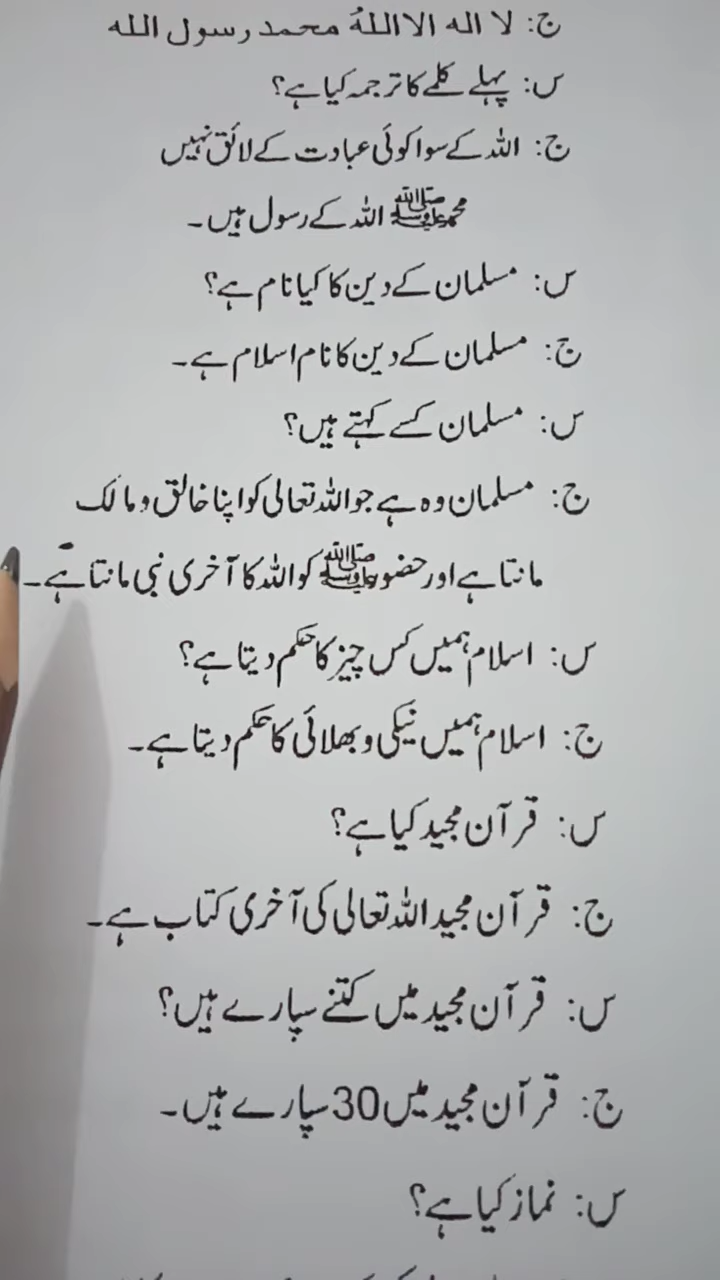 ج: لا اله الا اللهُ محمد رسول الله
س: پہلے کلمے کا ترجمہ کیا ہے؟
ج: اللہ کے سوا کوئی عبادت کے لائق نہیں
محمد ﷺ اللہ کے رسول ہیں۔
س: مسلمان کے دین کا کیا نام ہے؟
ج: مسلمان کے دین کا نام اسلام ہے۔
س: مسلمان کسے کہتے ہیں؟
ج: مسلمان وہ ہے جو اللہ تعالی کو اپنا خالق و مالک
مانتا ہے اور حضور ﷺ کو اللہ کا آخری نبی مانتا ہے۔
س: اسلام ہمیں کس چیز کا حکم دیتا ہے؟
ج: اسلام ہمیں نیکی و بھلائی کا حکم دیتا ہے۔
س: قرآن مجید کیا ہے؟
ج: قرآن مجید اللہ تعالی کی آخری کتاب ہے۔
س: قرآن مجید میں کتنے سپارے ہیں؟
ج: قرآن مجید میں 30 سپارے ہیں۔
س: نماز کیا ہے؟